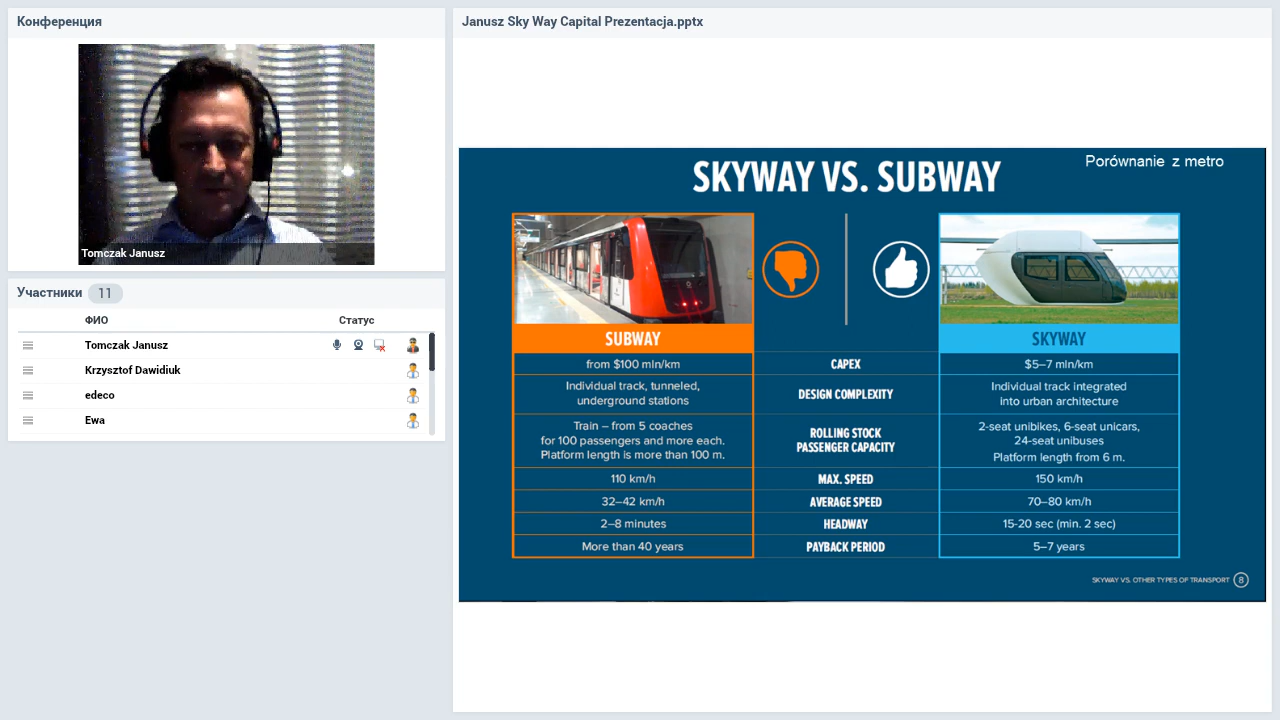 Конференция
Tomczak Janusz
Участники 11
ФИО Статус
Tomczak Janusz
Krzysztof Dawidiuk
edeco
Ewa
Janusz Sky Way Capital Prezentacja.pptx
SKYWAY VS. SUBWAY
Porównanie z metro
SUBWAY SKYWAY
from $100 mln/km CAPEX $5–7 mln/km
Individual track, tunneled,
underground stations
DESIGN COMPLEXITY
Individual track integrated
into urban architecture
Train – from 5 coaches
for 100 passengers and more each.
Platform length is more than 100 m.
ROLLING STOCK
PASSENGER CAPACITY
2-seat unibikes, 6-seat unicars,
24-seat unibuses
Platform length from 6 m.
110 km/h MAX. SPEED 150 km/h
32–42 km/h AVERAGE SPEED 70–80 km/h
2–8 minutes HEADWAY 15-20 sec (min. 2 sec)
More than 40 years PAYBACK PERIOD 5–7 years
SKYWAY VS. OTHER TYPES OF TRANSPORT 8